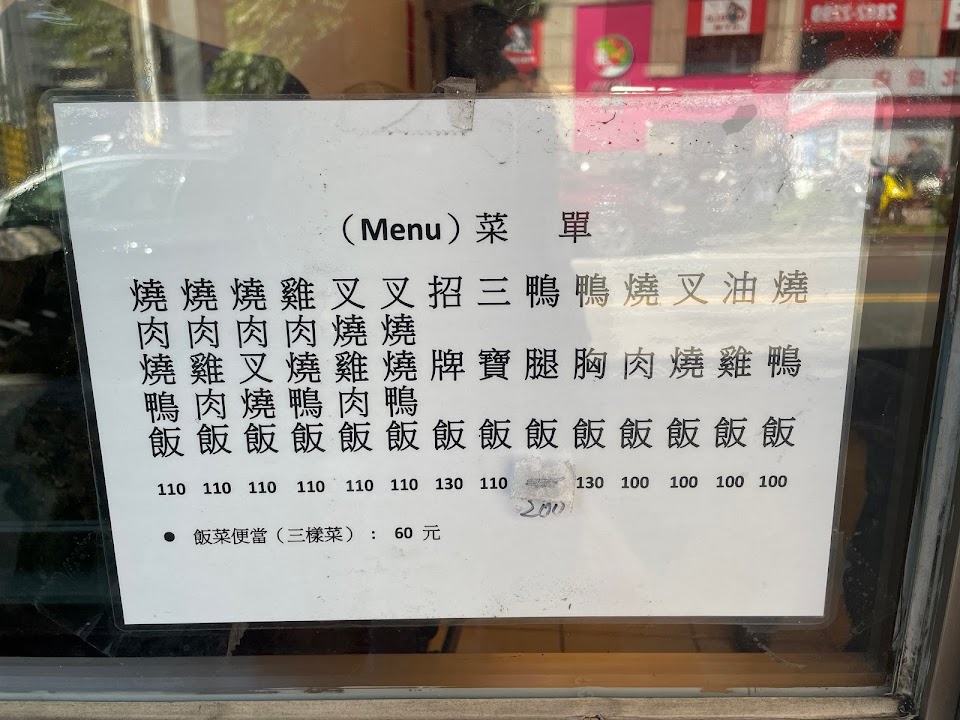 （Menu）菜 單
燒鴨飯 100
油雞飯 100
叉燒飯 100
燒肉飯 100
鴨胸飯 130
鴨腿飯 200
三寶飯 110
招牌飯 130
叉燒燒鴨飯 110
叉燒雞肉飯 110
雞肉燒鴨飯 110
燒肉叉燒飯 110
燒肉雞肉飯 110
燒肉燒鴨飯 110
● 飯菜便當（三樣菜）： 60 元